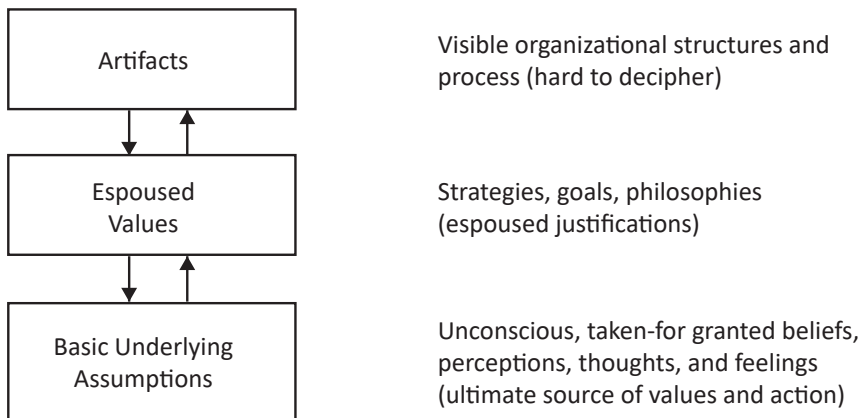 Artifacts
Visible organizational structures and
process (hard to decipher)
Espoused
Values
Strategies, goals, philosophies
(espoused justifications)
Basic Underlying
Assumptions
Unconscious, taken-for granted beliefs,
perceptions, thoughts, and feelings
(ultimate source of values and action)